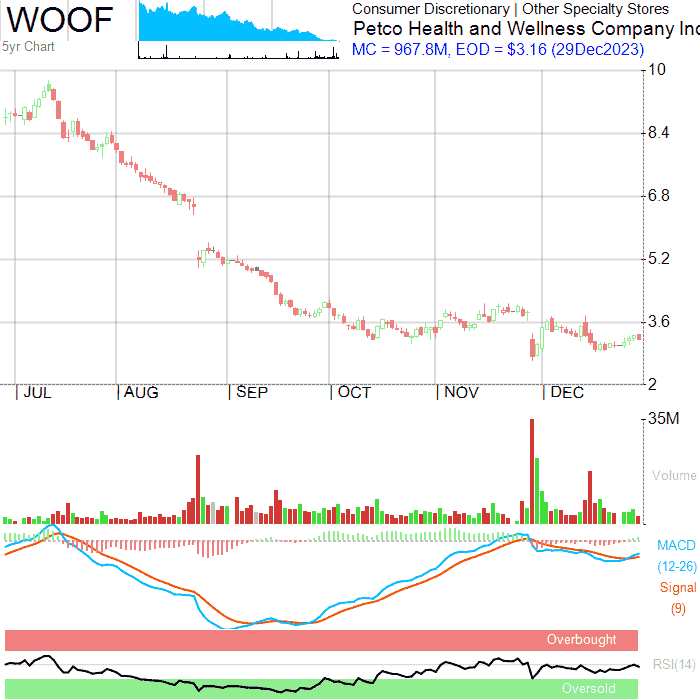 WOOF
5yr Chart
Consumer Discretionary | Other Specialty Stores
Petco Health and Wellness Company Inc
MC = 967.8M, EOD = $3.16 (29Dec2023)
10
8.4
6.8
5.2
3.6
2
JUL AUG SEP OCT NOV DEC
35M
Volume
MACD
(12-26)
Signal
(9)
Overbought
RSI(14)
Oversold